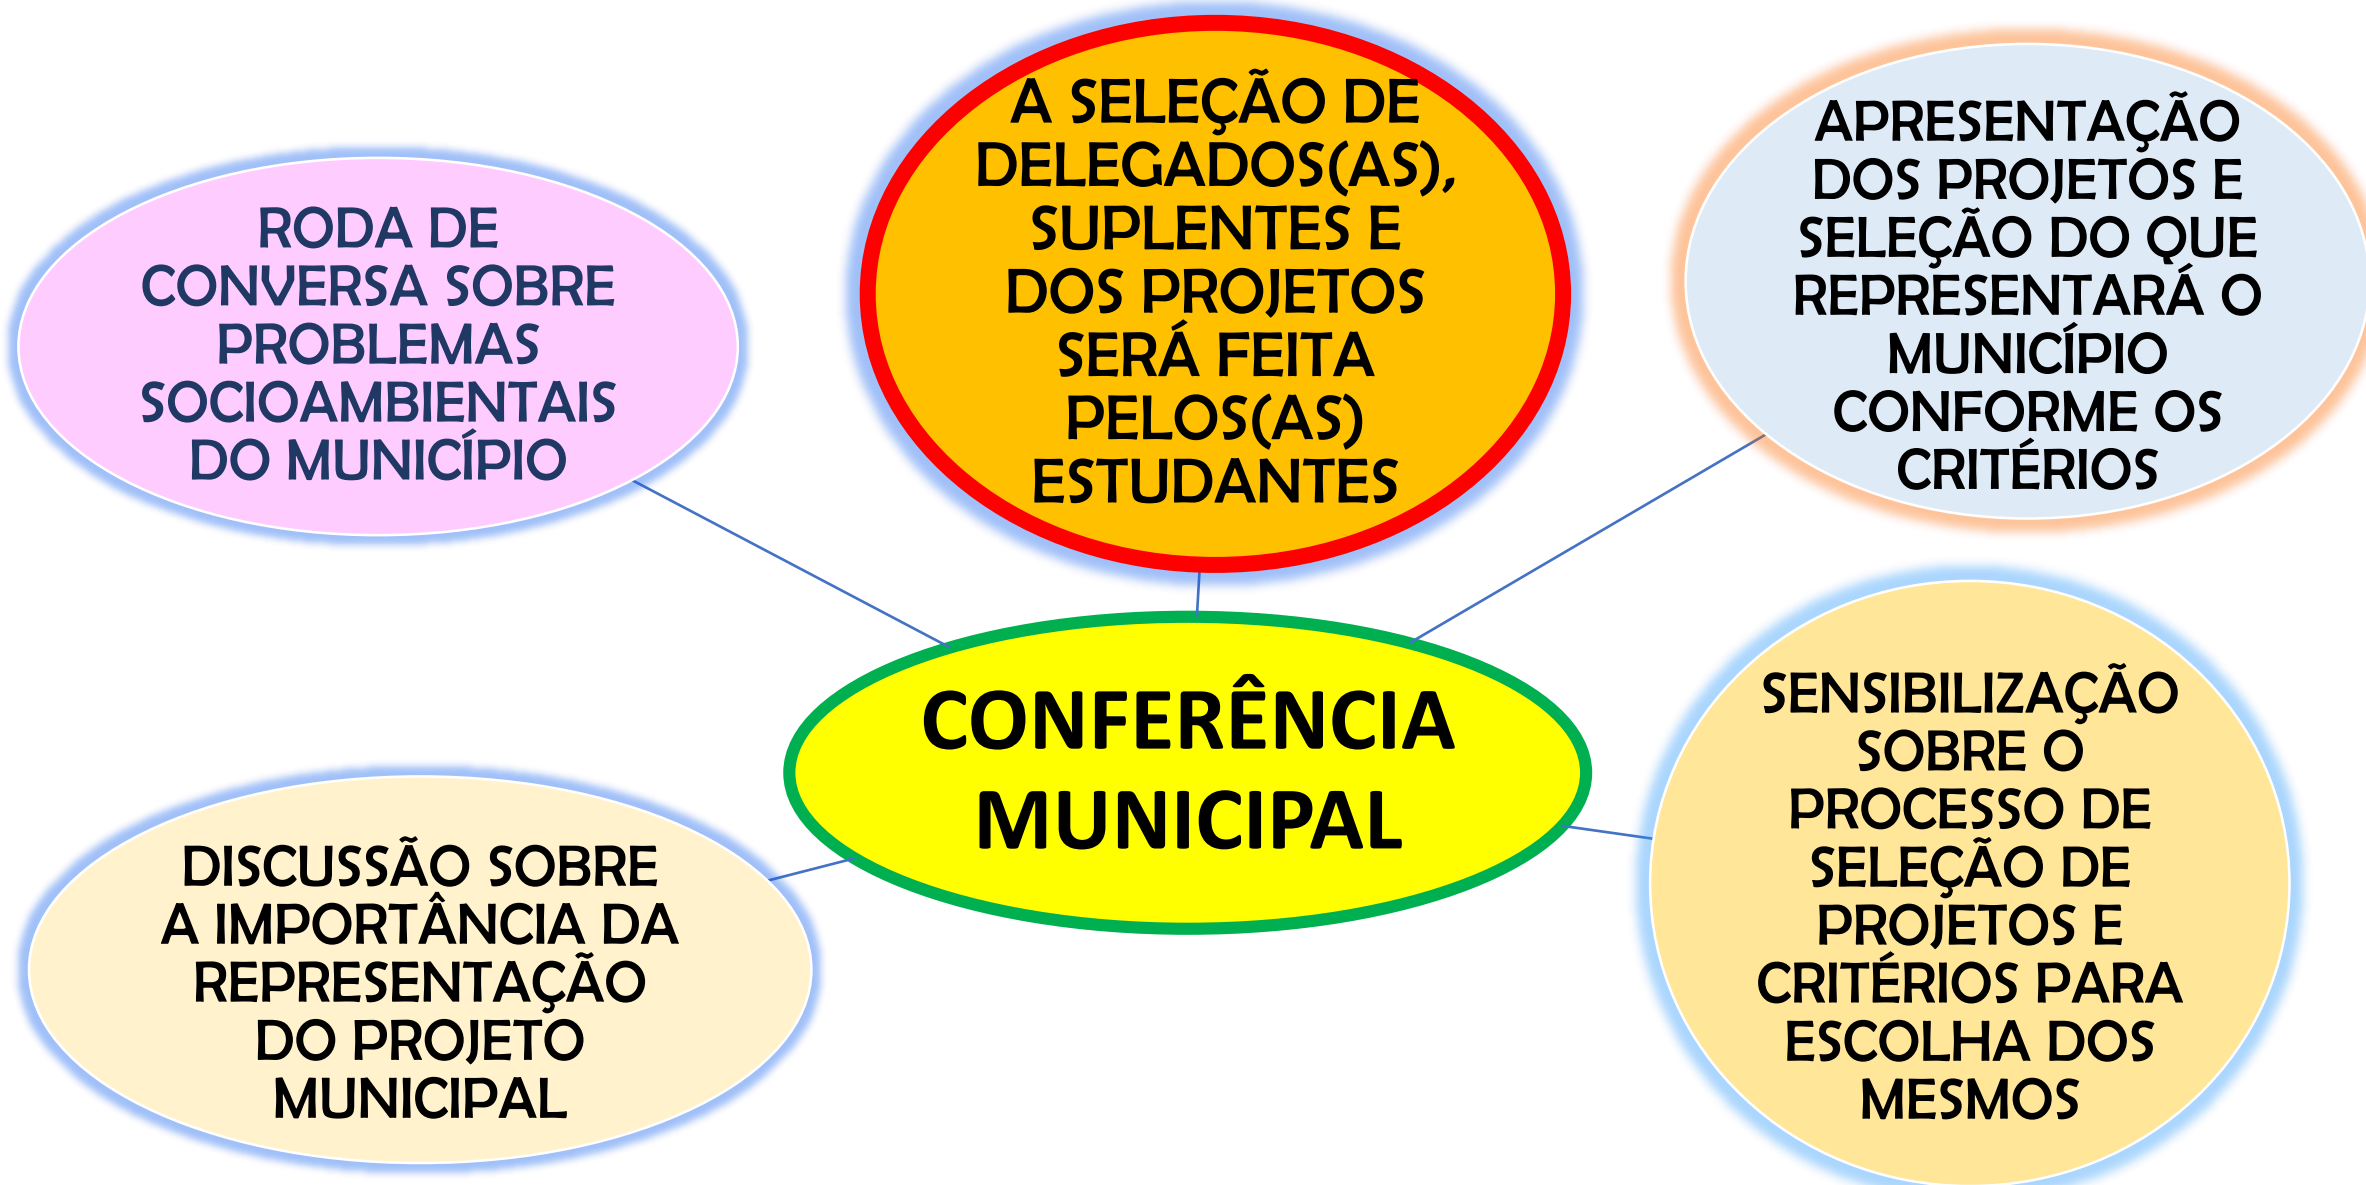 RODA DE
CONVERSA SOBRE
PROBLEMAS
SOCIOAMBIENTAIS
DO MUNICÍPIO
A SELEÇÃO DE
DELEGADOS(AS),
SUPLENTES E
DOS PROJETOS
SERÁ FEITA
PELOS(AS)
ESTUDANTES
APRESENTAÇÃO
DOS PROJETOS E
SELEÇÃO DO QUE
REPRESENTARÁ O
MUNICÍPIO
CONFORME OS
CRITÉRIOS
CONFERÊNCIA
MUNICIPAL
DISCUSSÃO SOBRE
A IMPORTÂNCIA DA
REPRESENTAÇÃO
DO PROJETO
MUNICIPAL
SENSIBILIZAÇÃO
SOBRE O
PROCESSO DE
SELEÇÃO DE
PROJETOS E
CRITÉRIOS PARA
ESCOLHA DOS
MESMOS